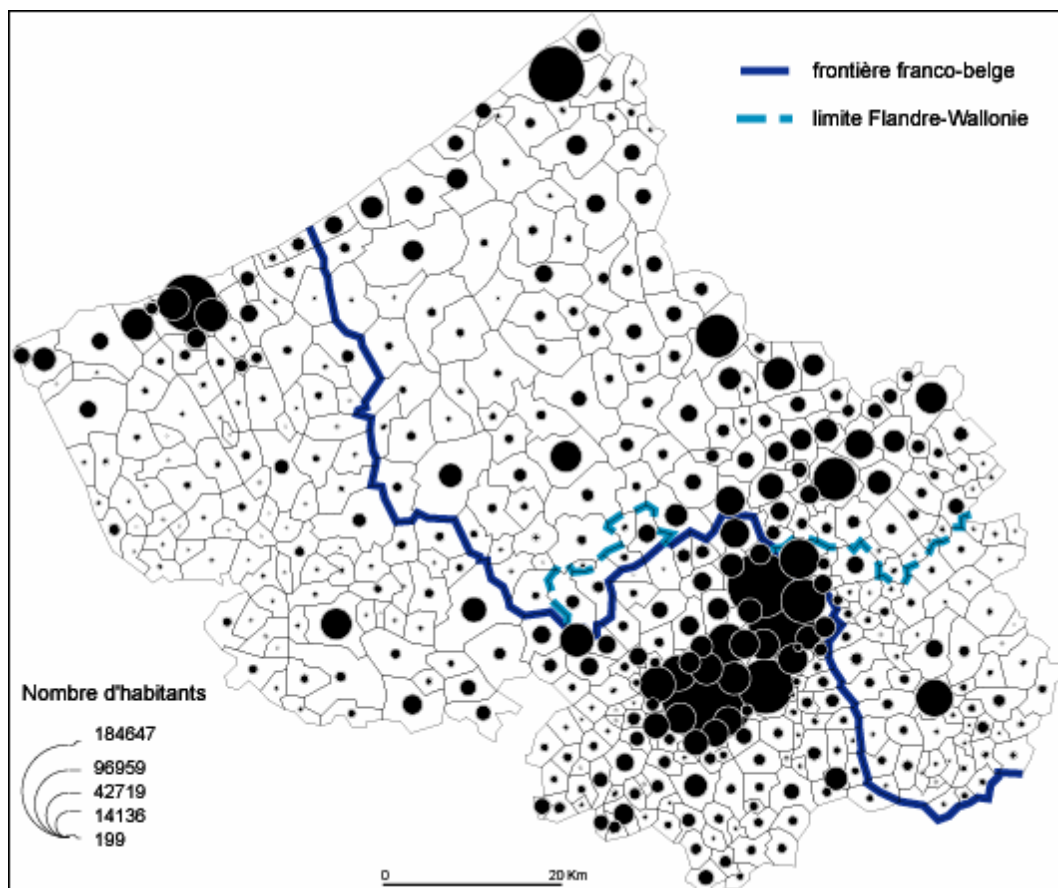 frontière franco-belge
limite Flandre-Wallonie
Nombre d'habitants
184647
96959
42719
14136
199
0 20 Km